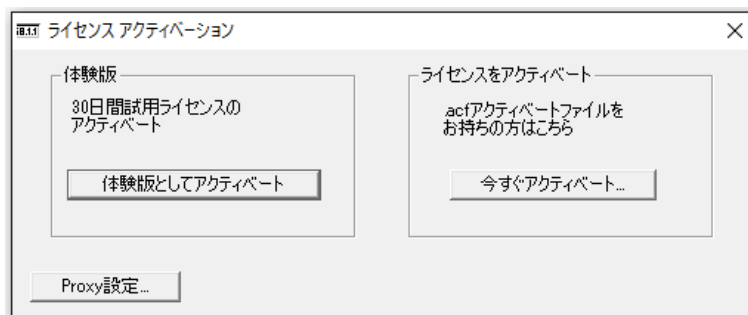 ライセンス アクティベーション
体験版
30日間試用ライセンスの
アクティベート
体験版としてアクティベート
ライセンスをアクティベート
.acfアクティベートファイルを
お持ちの方はこちら
今すぐアクティベート...
Proxy設定...